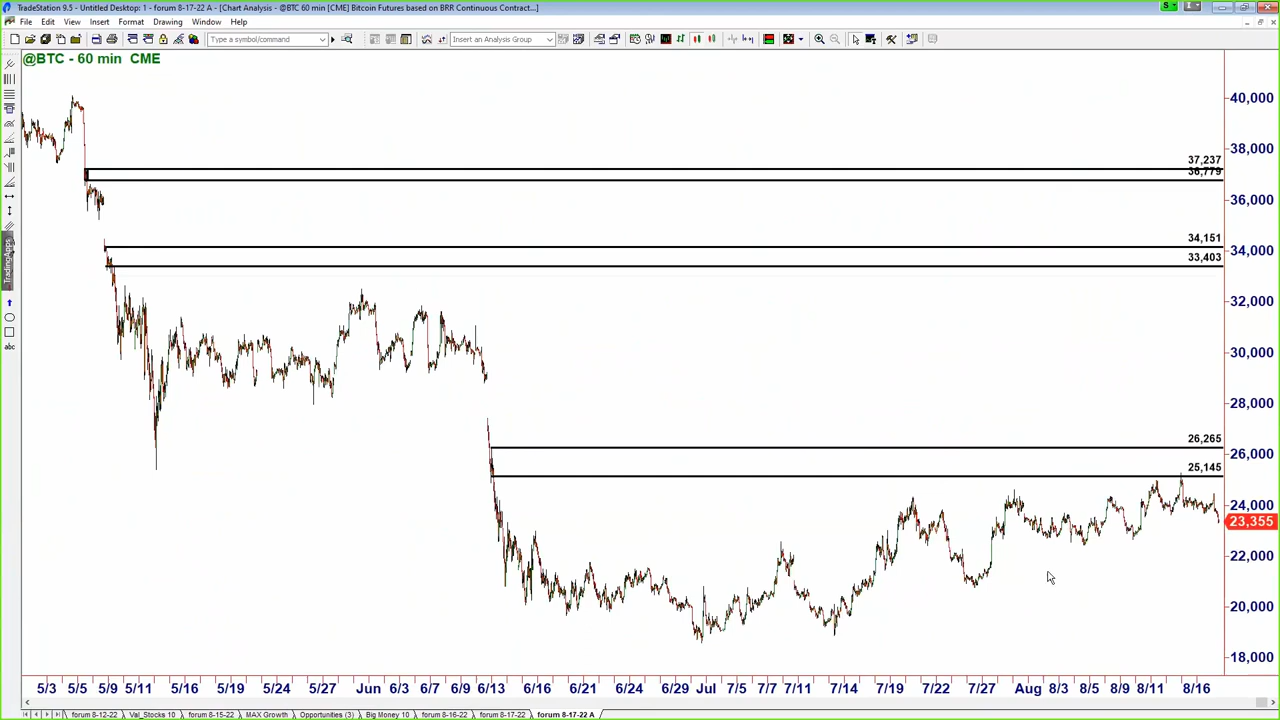 TradeStation 9.5 - Untitled Desktop: 1 - forum 8-17-22 A - [Chart Analysis - @BTC 60 min [CME] Bitcoin Futures based on BRR Continuous Contract...]
File Edit View Insert Format Drawing Window Help
Type a symbol/command Insert an Analysis Group
@BTC - 60 min CME
40,000
38,000
37,237
36,779
36,000
34,151
34,000
33,403
32,000
30,000
28,000
26,265
26,000
25,145
24,000
23,355
22,000
20,000
18,000
TradingApps
abc
5/3 5/5 5/9 5/11 5/16 5/19 5/24 5/27 Jun 6/3 6/7 6/9 6/13 6/16 6/21 6/24 6/29 Jul 7/5 7/7 7/11 7/14 7/19 7/22 7/27 Aug 8/3 8/5 8/9 8/11 8/16
forum 8-12-22 Val_Stocks 10 forum 8-15-22 MAX Growth Opportunities (3) Big Money 10 forum 8-16-22 forum 8-17-22 forum 8-17-22 A